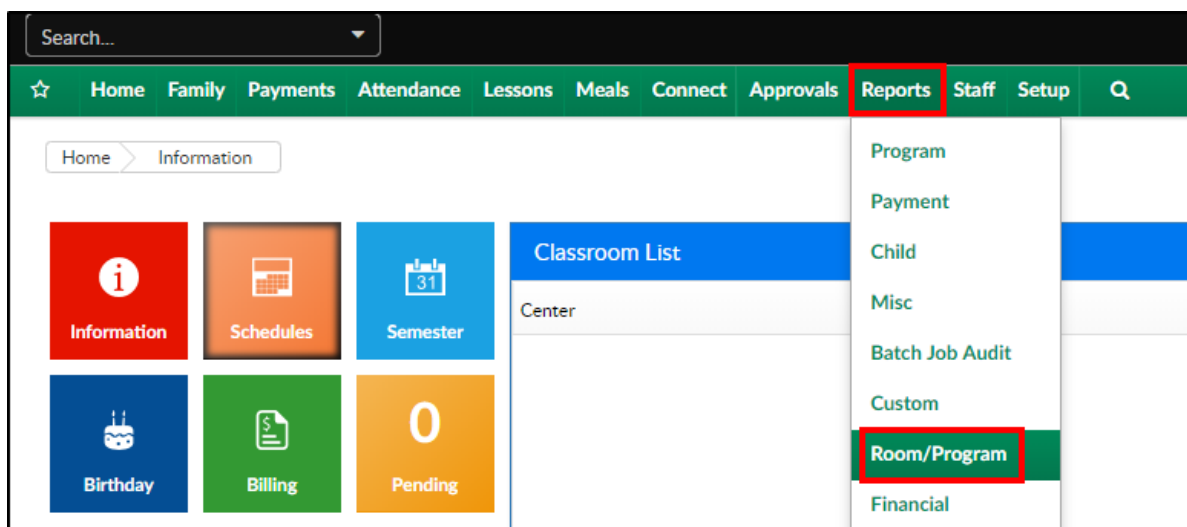 Search...
Home Family Payments Attendance Lessons Meals Connect Approvals Reports Staff Setup
Home Information
Program
Payment
Child
Misc
Batch Job Audit
Custom
Room/Program
Financial
Information
Schedules
31
Semester
Birthday
$
Billing
0
Pending
Classroom List
Center